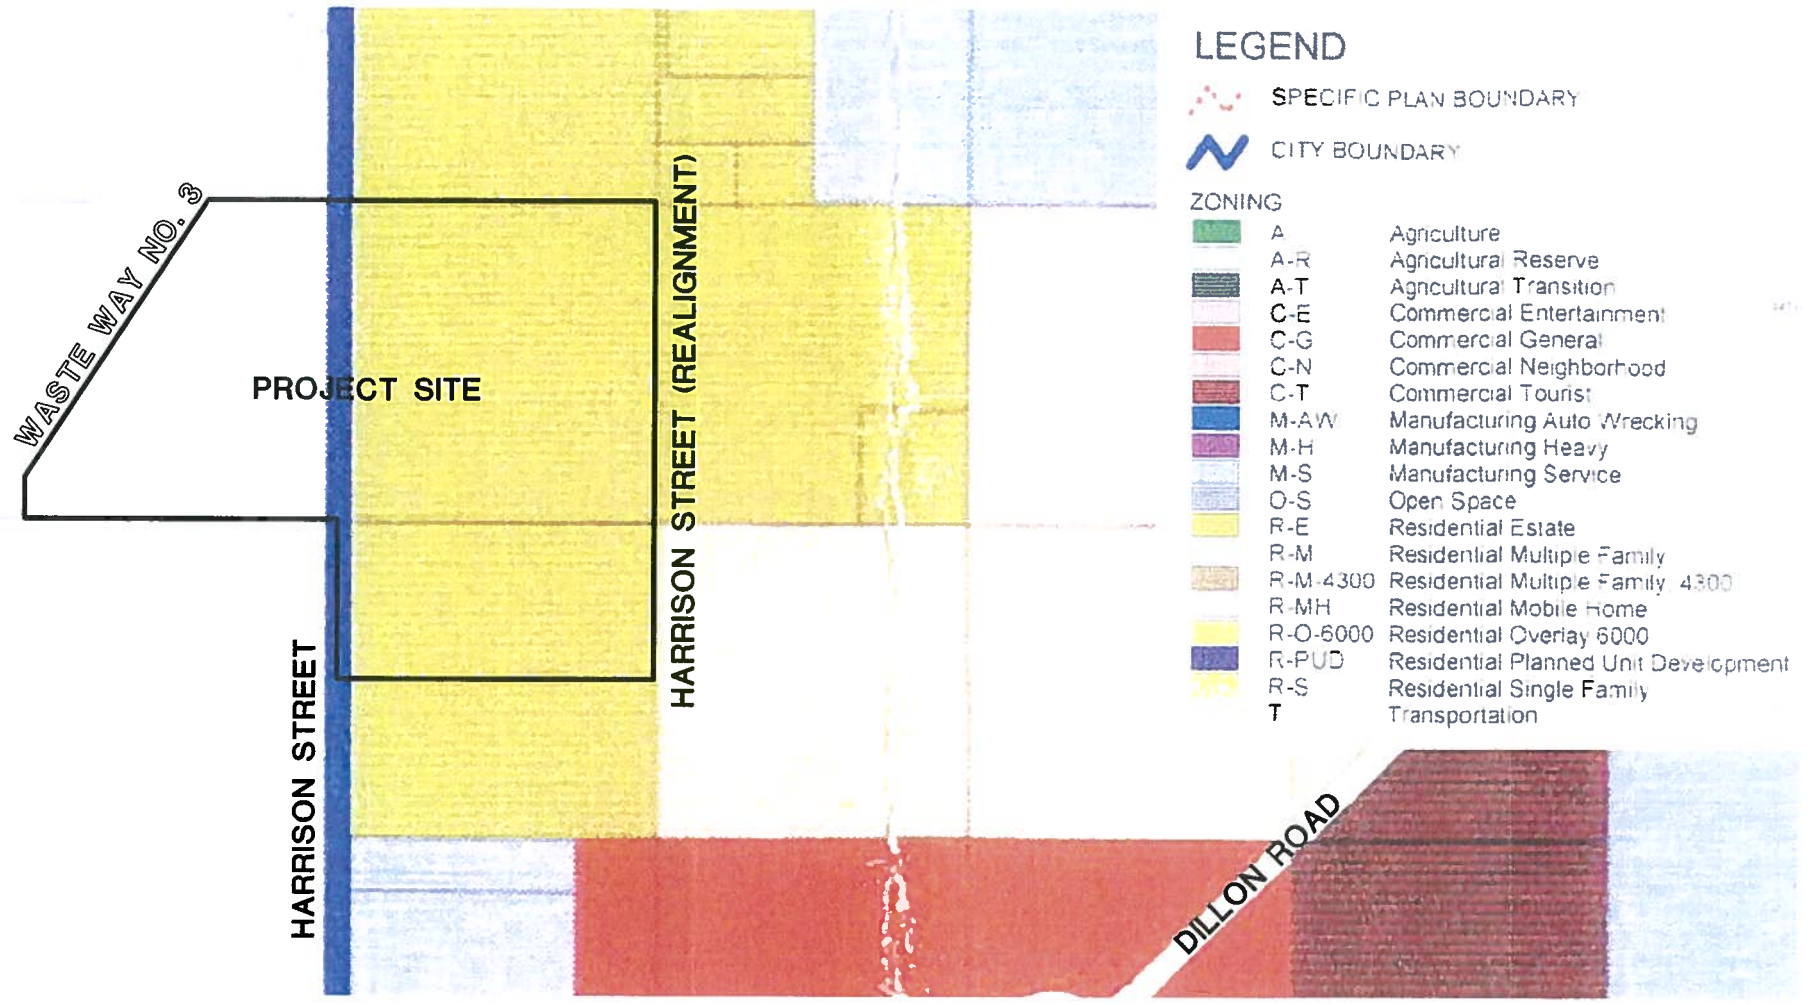 LEGEND
SPECIFIC PLAN BOUNDARY
CITY BOUNDARY
ZONING
A Agriculture
A-R Agricultural Reserve
A-T Agricultural Transition
C-E Commercial Entertainment
C-G Commercial General
C-N Commercial Neighborhood
C-T Commercial Tourist
M-AW Manufacturing Auto Wrecking
M-H Manufacturing Heavy
M-S Manufacturing Service
O-S Open Space
R-E Residential Estate
R-M Residential Multiple Family
R-M-4300 Residential Multiple Family, 4300
R-MH Residential Mobile Home
R-O-6000 Residential Overlay 6000
R-PUD Residential Planned Unit Development
R-S Residential Single Family
T Transportation
WASTE WAY NO. 3
PROJECT SITE
HARRISON STREET (REALIGNMENT)
HARRISON STREET
DILLON ROAD